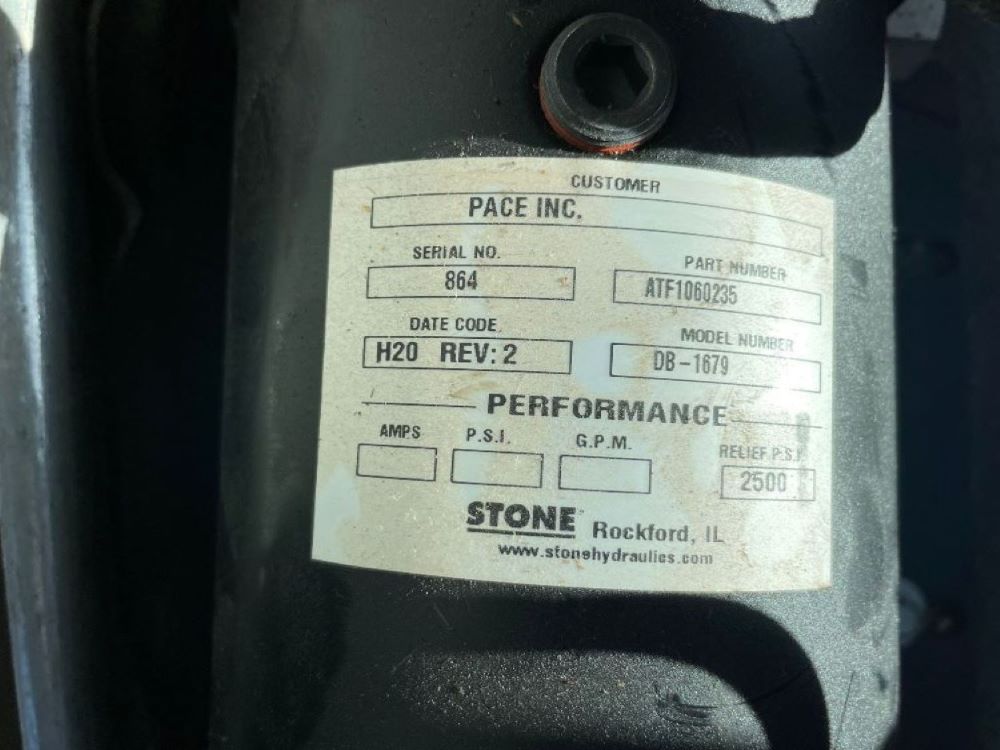 CUSTOMER
PACE INC.
SERIAL NO.
864
PART NUMBER
ATF1060235
DATE CODE
H20 REV: 2
MODEL NUMBER
DB-1679
PERFORMANCE
AMPS
P.S.I.
G.P.M.
RELIEF P.S.I.
2500
STONE Rockford, IL
www.stonehydraulics.com